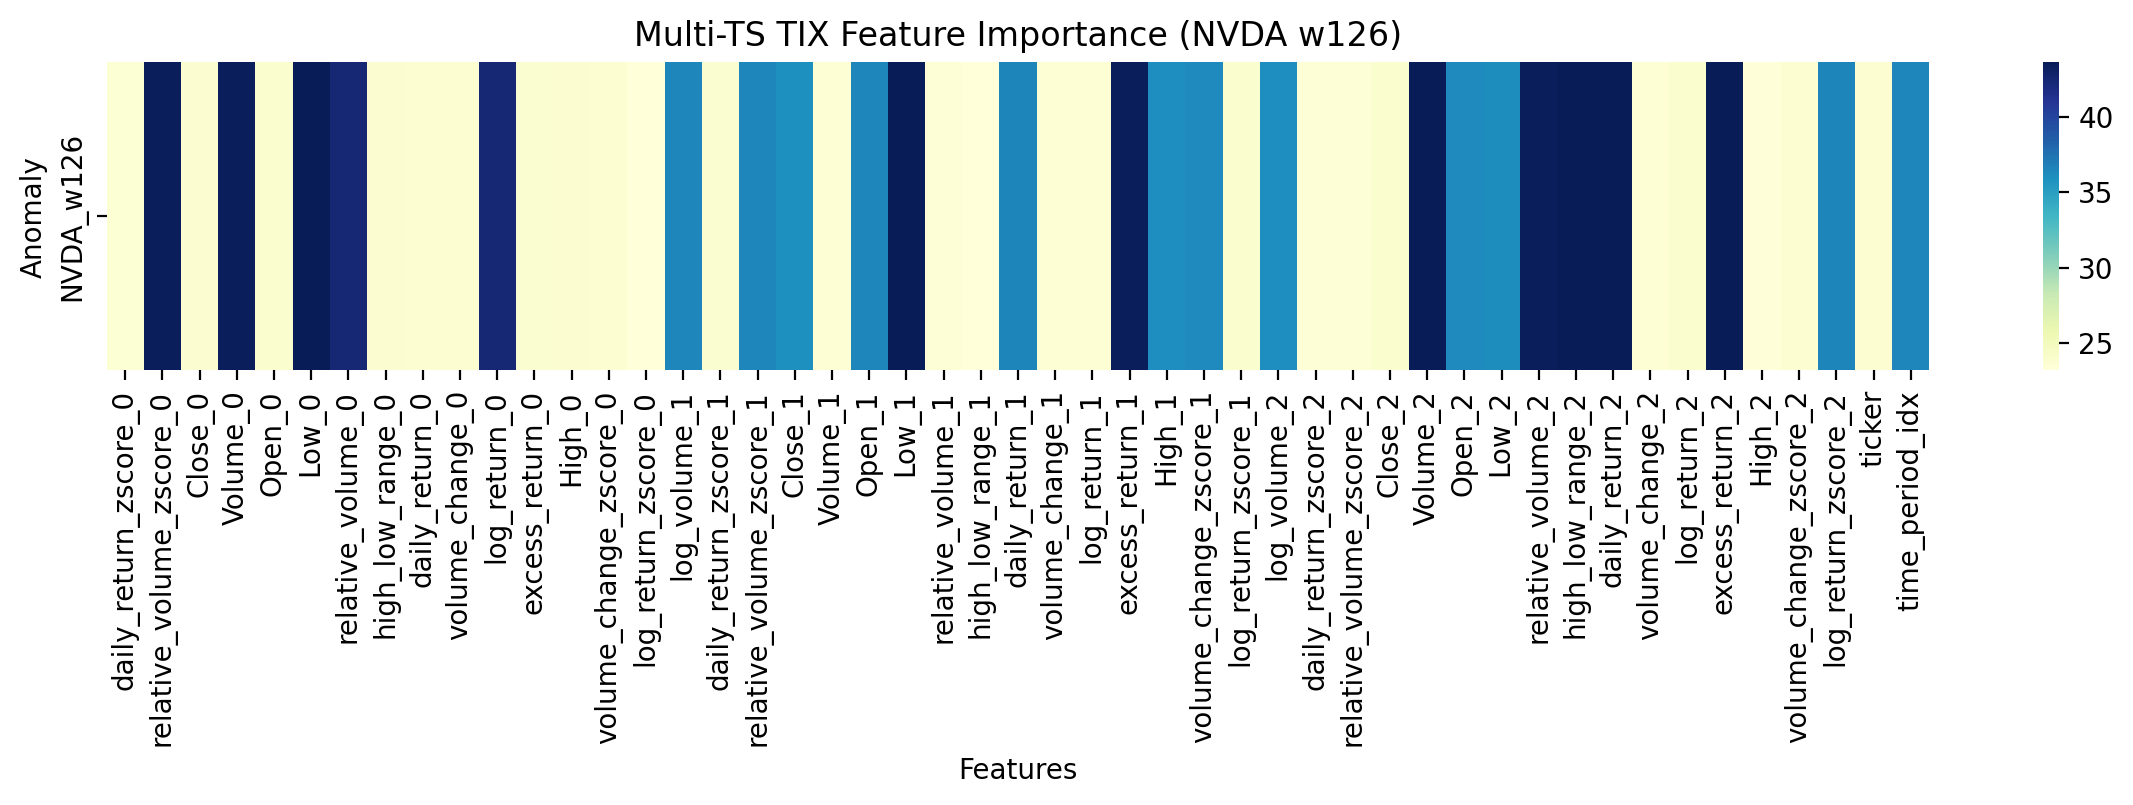 Multi-TS TIX Feature Importance (NVDA w126)
Anomaly
NVDA_w126
daily_return_zscore_0
relative_volume_zscore_0
Close_0
Volume_0
Open_0
Low_0
relative_volume_0
high_low_range_0
daily_return_0
volume_change_0
log_return_0
excess_return_0
High_0
volume_change_zscore_0
log_return_zscore_0
log_volume_1
daily_return_zscore_1
relative_volume_zscore_1
Close_1
Volume_1
Open_1
Low_1
relative_volume_1
high_low_range_1
daily_return_1
volume_change_1
log_return_1
excess_return_1
High_1
volume_change_zscore_1
log_return_zscore_1
log_volume_2
daily_return_zscore_2
relative_volume_zscore_2
Close_2
Volume_2
Open_2
Low_2
relative_volume_2
high_low_range_2
daily_return_2
volume_change_2
log_return_2
excess_return_2
High_2
volume_change_zscore_2
log_return_zscore_2
ticker
time_period_idx
Features
40
35
30
25